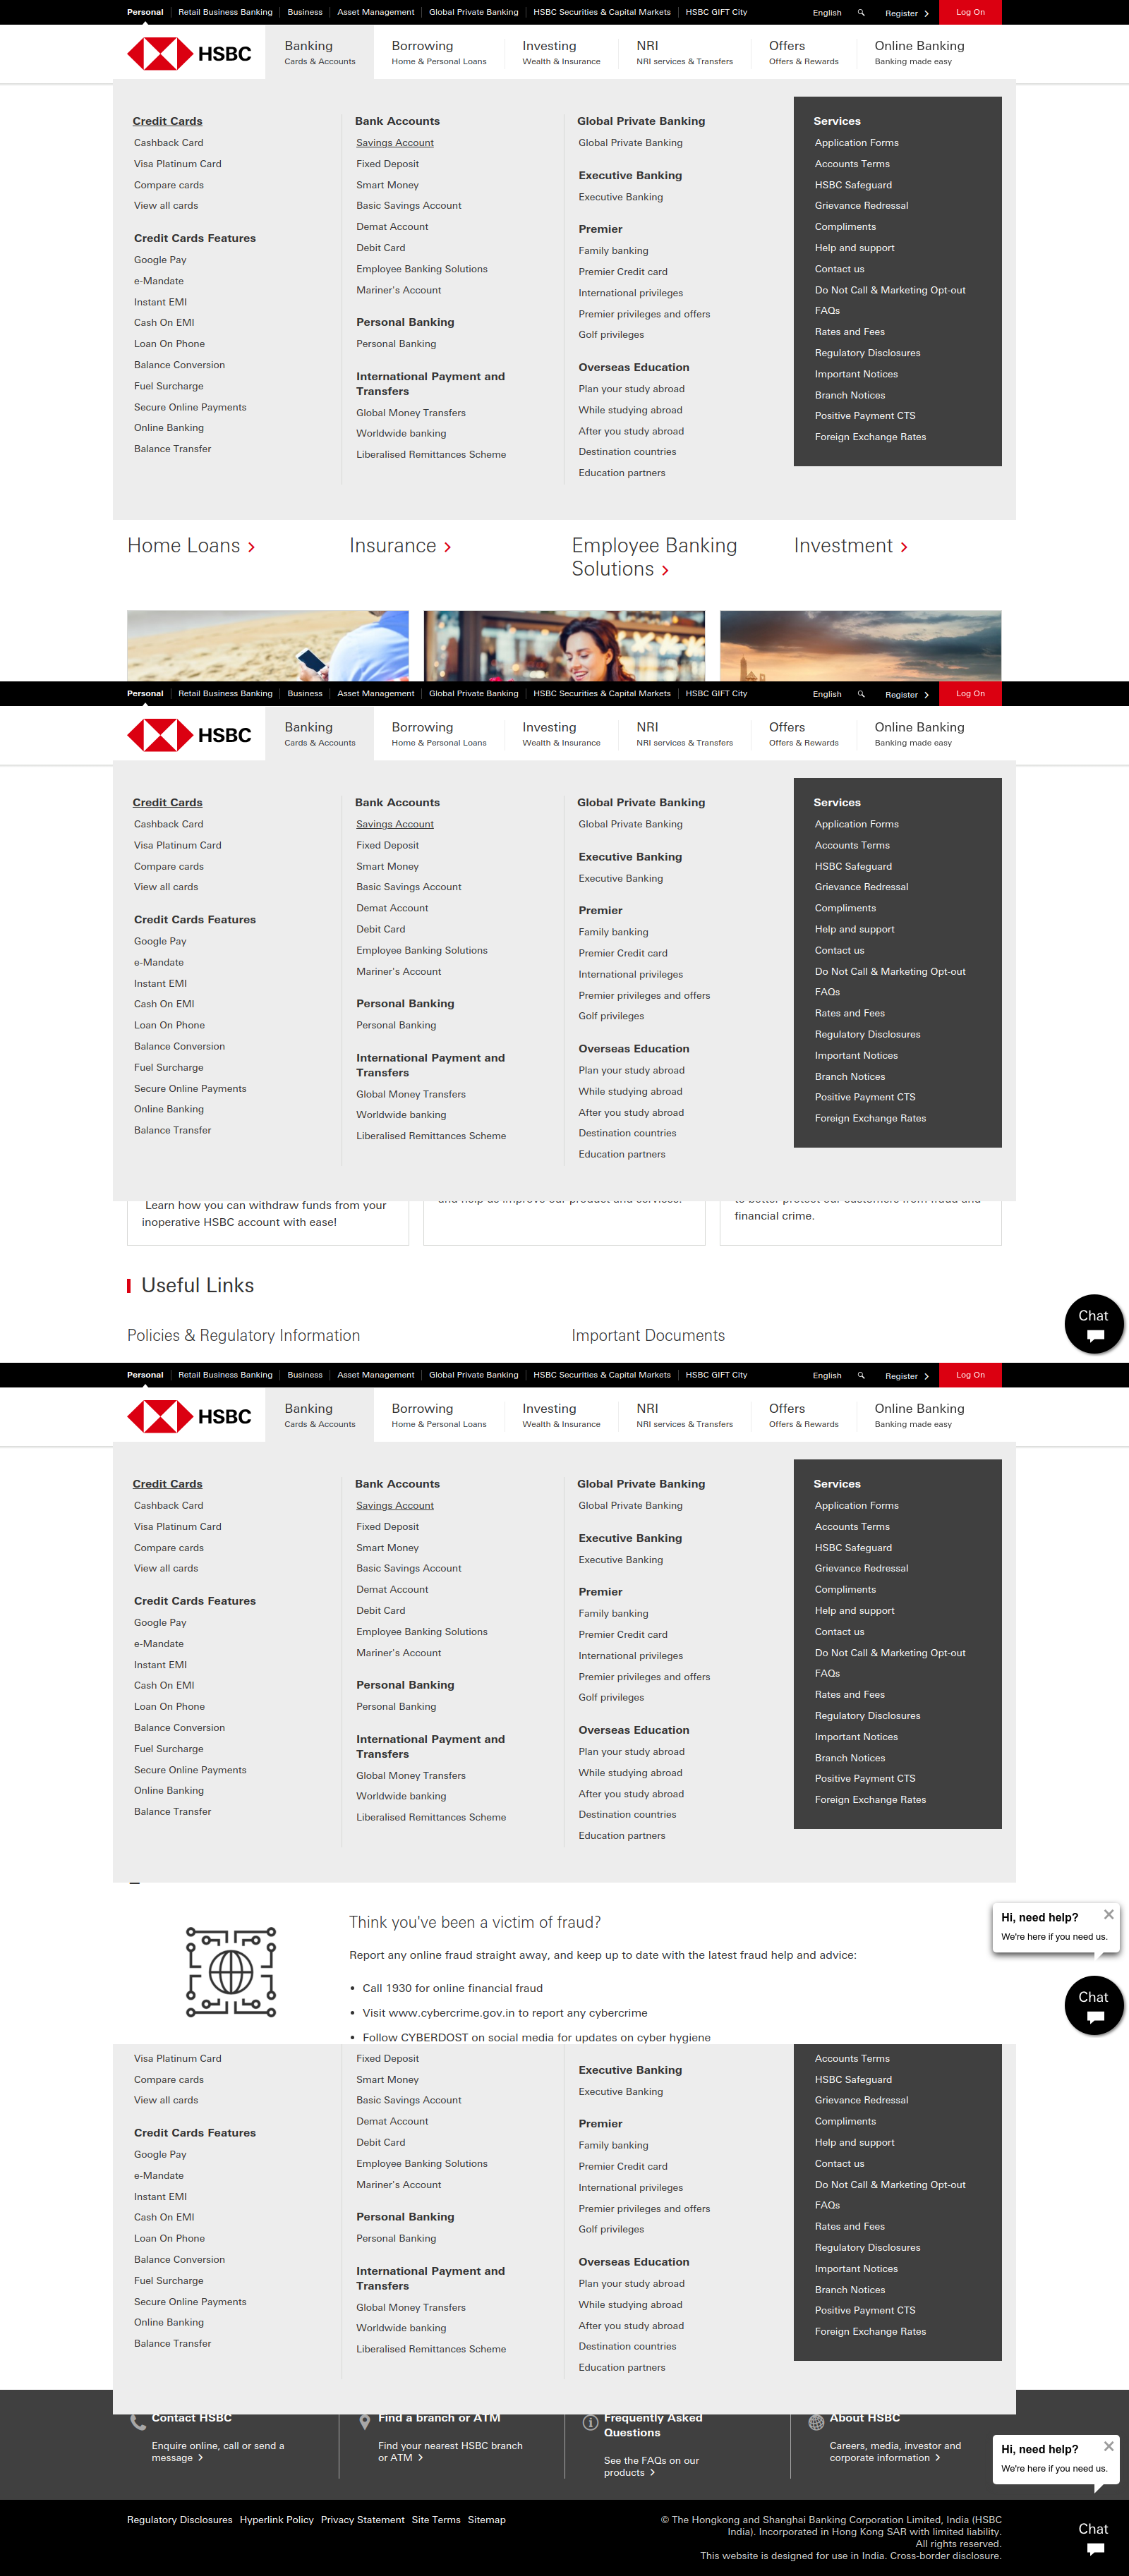 Personal Retail Business Banking Business Asset Management Global Private Banking HSBC Securities & Capital Markets HSBC GIFT City English Register Log On
HSBC
Banking Borrowing Investing NRI Offers Online Banking
Cards & Accounts Home & Personal Loans Wealth & Insurance NRI services & Transfers Offers & Rewards Banking made easy
Credit Cards
Cashback Card
Visa Platinum Card
Compare cards
View all cards
Credit Cards Features
Google Pay
e-Mandate
Instant EMI
Cash On EMI
Loan On Phone
Balance Conversion
Fuel Surcharge
Secure Online Payments
Online Banking
Balance Transfer
Bank Accounts
Savings Account
Fixed Deposit
Smart Money
Basic Savings Account
Demat Account
Debit Card
Employee Banking Solutions
Mariner's Account
Personal Banking
Personal Banking
International Payment and
Transfers
Global Money Transfers
Worldwide banking
Liberalised Remittances Scheme
Global Private Banking
Global Private Banking
Executive Banking
Executive Banking
Premier
Family banking
Premier Credit card
International privileges
Premier privileges and offers
Golf privileges
Overseas Education
Plan your study abroad
While studying abroad
After you study abroad
Destination countries
Education partners
Services
Application Forms
Accounts Terms
HSBC Safeguard
Grievance Redressal
Compliments
Help and support
Contact us
Do Not Call & Marketing Opt-out
FAQs
Rates and Fees
Regulatory Disclosures
Important Notices
Branch Notices
Positive Payment CTS
Foreign Exchange Rates
Home Loans
Insurance
Employee Banking
Solutions
Investment
Personal Retail Business Banking Business Asset Management Global Private Banking HSBC Securities & Capital Markets HSBC GIFT City English Register Log On
HSBC
Banking Borrowing Investing NRI Offers Online Banking
Cards & Accounts Home & Personal Loans Wealth & Insurance NRI services & Transfers Offers & Rewards Banking made easy
Credit Cards
Cashback Card
Visa Platinum Card
Compare cards
View all cards
Credit Cards Features
Google Pay
e-Mandate
Instant EMI
Cash On EMI
Loan On Phone
Balance Conversion
Fuel Surcharge
Secure Online Payments
Online Banking
Balance Transfer
Bank Accounts
Savings Account
Fixed Deposit
Smart Money
Basic Savings Account
Demat Account
Debit Card
Employee Banking Solutions
Mariner's Account
Personal Banking
Personal Banking
International Payment and
Transfers
Global Money Transfers
Worldwide banking
Liberalised Remittances Scheme
Global Private Banking
Global Private Banking
Executive Banking
Executive Banking
Premier
Family banking
Premier Credit card
International privileges
Premier privileges and offers
Golf privileges
Overseas Education
Plan your study abroad
While studying abroad
After you study abroad
Destination countries
Education partners
Services
Application Forms
Accounts Terms
HSBC Safeguard
Grievance Redressal
Compliments
Help and support
Contact us
Do Not Call & Marketing Opt-out
FAQs
Rates and Fees
Regulatory Disclosures
Important Notices
Branch Notices
Positive Payment CTS
Foreign Exchange Rates
Learn how you can withdraw funds from your
inoperative HSBC account with ease!
financial crime.
Useful Links
Chat
Policies & Regulatory Information
Important Documents
Personal Retail Business Banking Business Asset Management Global Private Banking HSBC Securities & Capital Markets HSBC GIFT City English Register Log On
HSBC
Banking Borrowing Investing NRI Offers Online Banking
Cards & Accounts Home & Personal Loans Wealth & Insurance NRI services & Transfers Offers & Rewards Banking made easy
Credit Cards
Cashback Card
Visa Platinum Card
Compare cards
View all cards
Credit Cards Features
Google Pay
e-Mandate
Instant EMI
Cash On EMI
Loan On Phone
Balance Conversion
Fuel Surcharge
Secure Online Payments
Online Banking
Balance Transfer
Bank Accounts
Savings Account
Fixed Deposit
Smart Money
Basic Savings Account
Demat Account
Debit Card
Employee Banking Solutions
Mariner's Account
Personal Banking
Personal Banking
International Payment and
Transfers
Global Money Transfers
Worldwide banking
Liberalised Remittances Scheme
Global Private Banking
Global Private Banking
Executive Banking
Executive Banking
Premier
Family banking
Premier Credit card
International privileges
Premier privileges and offers
Golf privileges
Overseas Education
Plan your study abroad
While studying abroad
After you study abroad
Destination countries
Education partners
Services
Application Forms
Accounts Terms
HSBC Safeguard
Grievance Redressal
Compliments
Help and support
Contact us
Do Not Call & Marketing Opt-out
FAQs
Rates and Fees
Regulatory Disclosures
Important Notices
Branch Notices
Positive Payment CTS
Foreign Exchange Rates
Think you've been a victim of fraud?
Report any online fraud straight away, and keep up to date with the latest fraud help and advice:
• Call 1930 for online financial fraud
• Visit www.cybercrime.gov.in to report any cybercrime
• Follow CYBERDOST on social media for updates on cyber hygiene
Hi, need help?
We're here if you need us.
Chat
Visa Platinum Card
Compare cards
View all cards
Credit Cards Features
Google Pay
e-Mandate
Instant EMI
Cash On EMI
Loan On Phone
Balance Conversion
Fuel Surcharge
Secure Online Payments
Online Banking
Balance Transfer
Fixed Deposit
Smart Money
Basic Savings Account
Demat Account
Debit Card
Employee Banking Solutions
Mariner's Account
Personal Banking
Personal Banking
International Payment and
Transfers
Global Money Transfers
Worldwide banking
Liberalised Remittances Scheme
Executive Banking
Executive Banking
Premier
Family banking
Premier Credit card
International privileges
Premier privileges and offers
Golf privileges
Overseas Education
Plan your study abroad
While studying abroad
After you study abroad
Destination countries
Education partners
Accounts Terms
HSBC Safeguard
Grievance Redressal
Compliments
Help and support
Contact us
Do Not Call & Marketing Opt-out
FAQs
Rates and Fees
Regulatory Disclosures
Important Notices
Branch Notices
Positive Payment CTS
Foreign Exchange Rates
Contact HSBC
Enquire online, call or send a
message
Find a branch or ATM
Find your nearest HSBC branch
or ATM
Frequently Asked
Questions
See the FAQs on our
products
About HSBC
Careers, media, investor and
corporate information
Hi, need help?
We're here if you need us.
Regulatory Disclosures Hyperlink Policy Privacy Statement Site Terms Sitemap
© The Hongkong and Shanghai Banking Corporation Limited, India (HSBC
India). Incorporated in Hong Kong SAR with limited liability.
All rights reserved.
This website is designed for use in India. Cross-border disclosure.
Chat